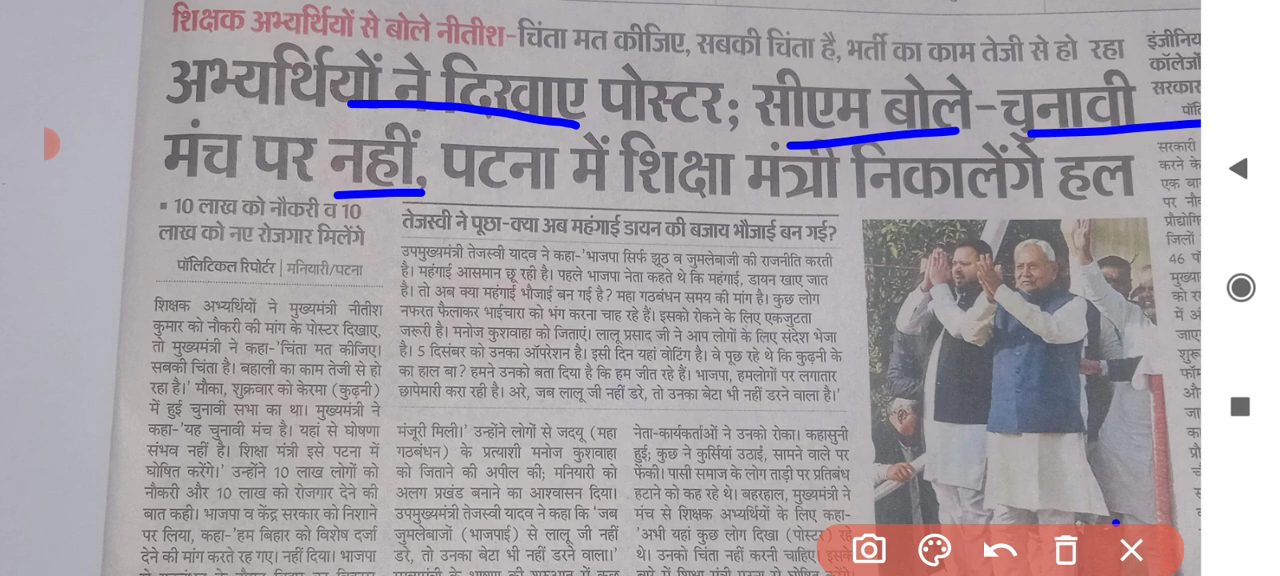 शिक्षक अभ्यर्थियों से बोले नीतीश-चिंता मत कीजिए, सबकी चिंता है, भर्ती का काम तेजी से हो रहा
अभ्यर्थियों ने दिखाए पोस्टर; सीएम बोले-चुनावी
मंच पर नहीं, पटना में शिक्षा मंत्री निकालेंगे हल
▪ 10 लाख को नौकरी व 10
लाख को नए रोजगार मिलेंगे
पॉलिटिकल रिपोर्टर | मनियारी/पटना
शिक्षक अभ्यर्थियों ने मुख्यमंत्री नीतीश
कुमार को नौकरी की मांग के पोस्टर दिखाए,
तो मुख्यमंत्री ने कहा-'चिंता मत कीजिए।
सबकी चिंता है। बहाली का काम तेजी से हो
रहा है।' मौका, शुक्रवार को केरमा (कुढ़नी)
में हुई चुनावी सभा का था। मुख्यमंत्री ने
कहा-'यह चुनावी मंच है। यहां से घोषणा
संभव नहीं है। शिक्षा मंत्री इसे पटना में
घोषित करेंगे।' उन्होंने 10 लाख लोगों को
नौकरी और 10 लाख को रोजगार देने की
बात कही। भाजपा व केंद्र सरकार को निशाने
पर लिया, कहा-'हम बिहार को विशेष दर्जा
देने की मांग करते रह गए। नहीं दिया। भाजपा
तेजस्वी ने पूछा-क्या अब महंगाई डायन की बजाय भौजाई बन गई?
उपमुख्यमंत्री तेजस्वी यादव ने कहा-'भाजपा सिर्फ झूठ व जुमलेबाजी की राजनीति करती
है। महंगाई आसमान छू रही है। पहले भाजपा नेता कहते थे कि महंगाई, डायन खाए जात
है। तो अब क्या महंगाई भौजाई बन गई है? महा गठबंधन समय की मांग है। कुछ लोग
नफरत फैलाकर भाईचारा को भंग करना चाह रहे हैं। इसको रोकने के लिए एकजुटता
जरूरी है। मनोज कुशवाहा को जिताएं। लालू प्रसाद जी ने आप लोगों के लिए संदेश भेजा
है। 5 दिसंबर को उनका ऑपरेशन है। इसी दिन यहां वोटिंग है। वे पूछ रहे थे कि कुढ़नी के
का हाल बा? हमने उनको बता दिया है कि हम जीत रहे हैं। भाजपा, हमलोगों पर लगातार
छापेमारी करा रही है। अरे, जब लालू जी नहीं डरे, तो उनका बेटा भी नहीं डरने वाला है।'
मंजूरी मिली।' उन्होंने लोगों से जदयू (महा
गठबंधन) के प्रत्याशी मनोज कुशवाहा
को जिताने की अपील की; मनियारी को
अलग प्रखंड बनाने का आश्वासन दिया।
उपमुख्यमंत्री तेजस्वी यादव ने कहा कि 'जब
जुमलेबाजों (भाजपाई) से लालू जी नहीं
डरे, तो उनका बेटा भी नहीं डरने वाला।'
नेता-कार्यकर्ताओं ने उनको रोका। कहासुनी
हुई; कुछ ने कुर्सियां उठाईं, सामने वाले पर
फेंकी। पासी समाज के लोग ताड़ी पर प्रतिबंध
हटाने को कह रहे थे। बहरहाल, मुख्यमंत्री ने
मंच से शिक्षक अभ्यर्थियों के लिए कहा-
'अभी यहां कुछ लोग दिखा (पोस्टर) रहे
थे। उनको चिंता नहीं करनी चाहिए। इसके
सरकारी
करने के
पर
जिलों
46
में